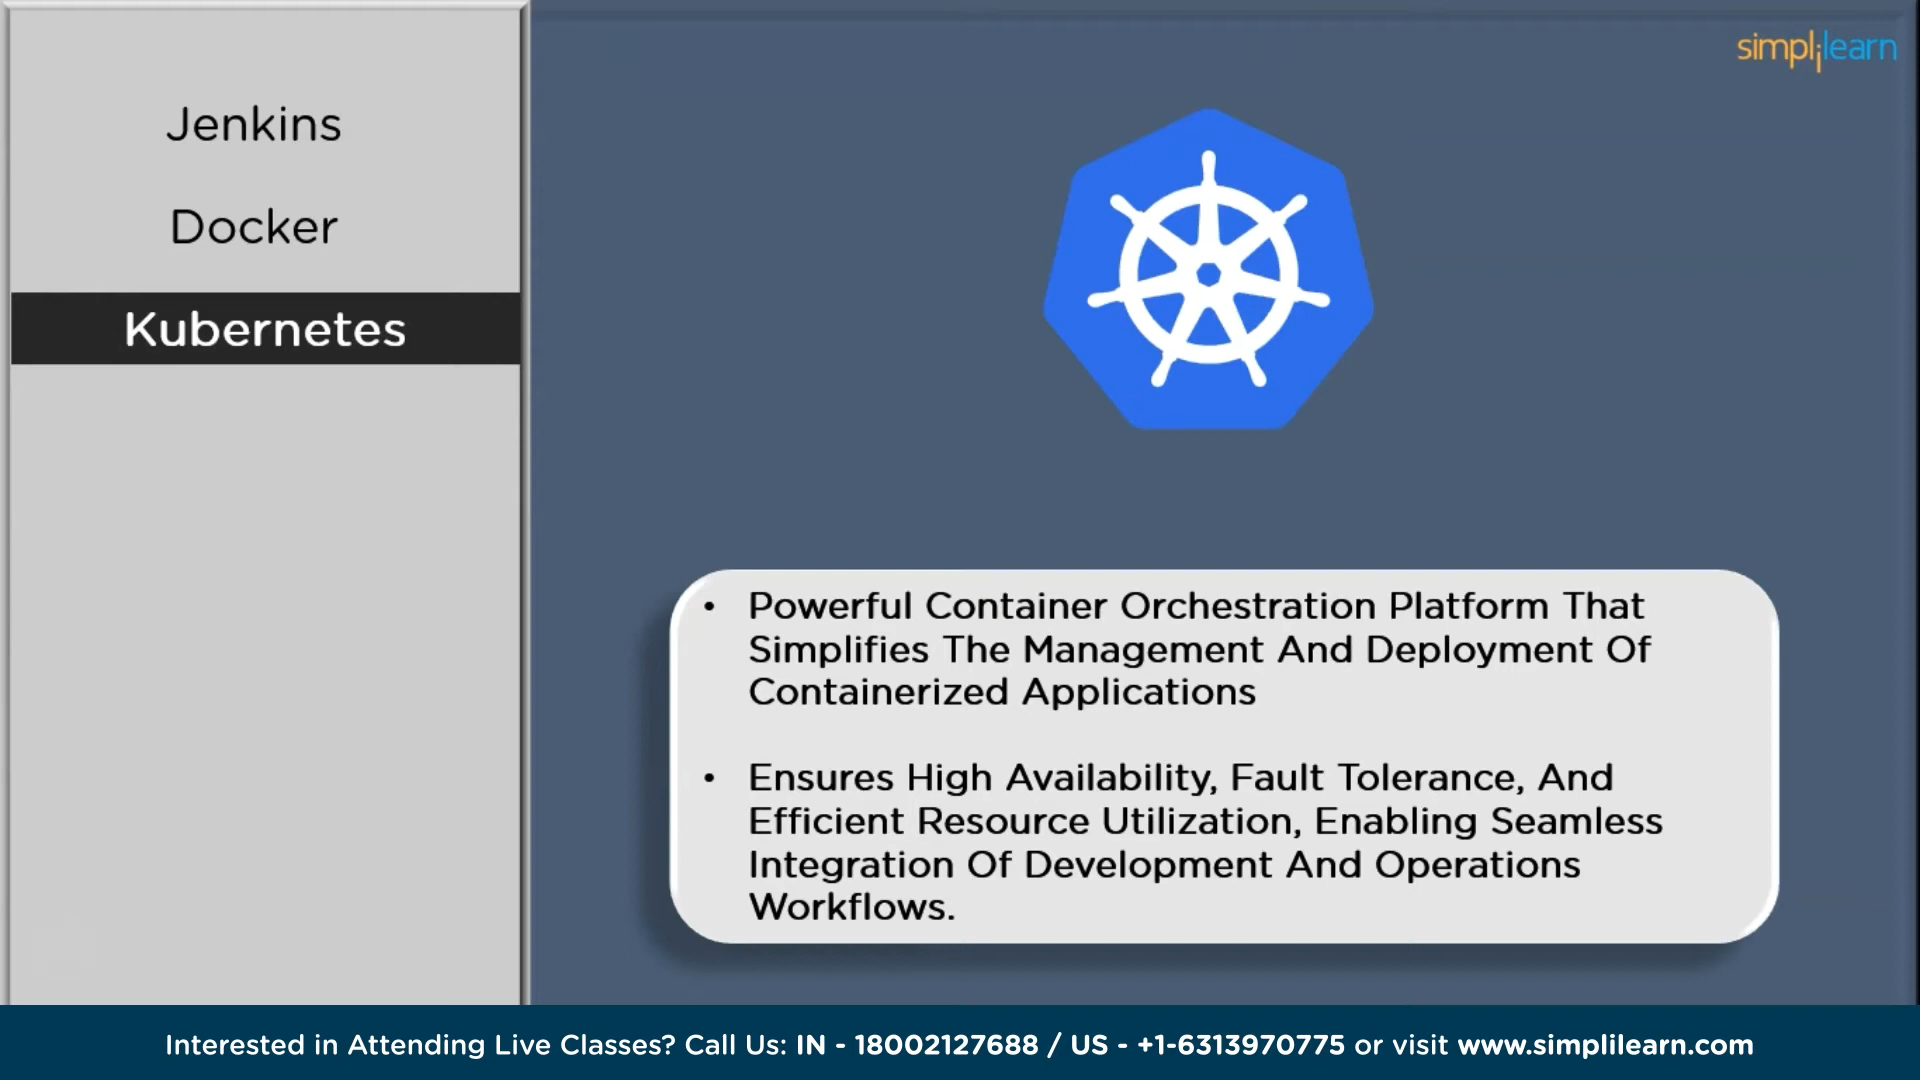 simplilearn
Jenkins
Docker
Kubernetes
• Powerful Container Orchestration Platform That
Simplifies The Management And Deployment Of
Containerized Applications
• Ensures High Availability, Fault Tolerance, And
Efficient Resource Utilization, Enabling Seamless
Integration Of Development And Operations
Workflows.
Interested in Attending Live Classes? Call Us: IN - 18002127688 / US - +1-6313970775 or visit www.simplilearn.com